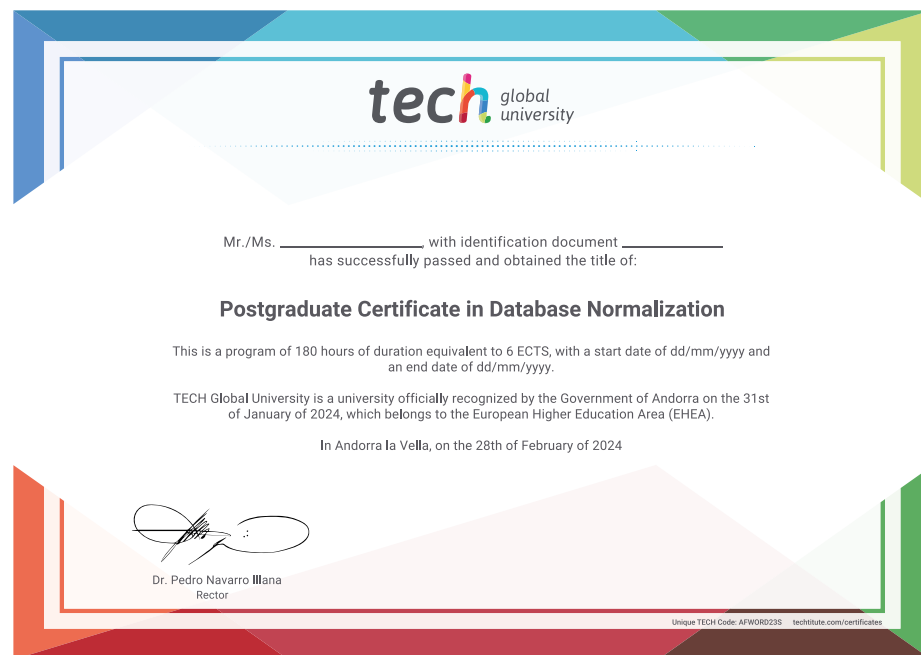 tech global university
Mr./Ms. ____________________, with identification document ______________
has successfully passed and obtained the title of:
Postgraduate Certificate in Database Normalization
This is a program of 180 hours of duration equivalent to 6 ECTS, with a start date of dd/mm/yyyy and
an end date of dd/mm/yyyy.
TECH Global University is a university officially recognized by the Government of Andorra on the 31st
of January of 2024, which belongs to the European Higher Education Area (EHEA).
In Andorra la Vella, on the 28th of February of 2024
Dr. Pedro Navarro Illana
Rector
Unique TECH Code: AFWORD23S techtitute.com/certificates